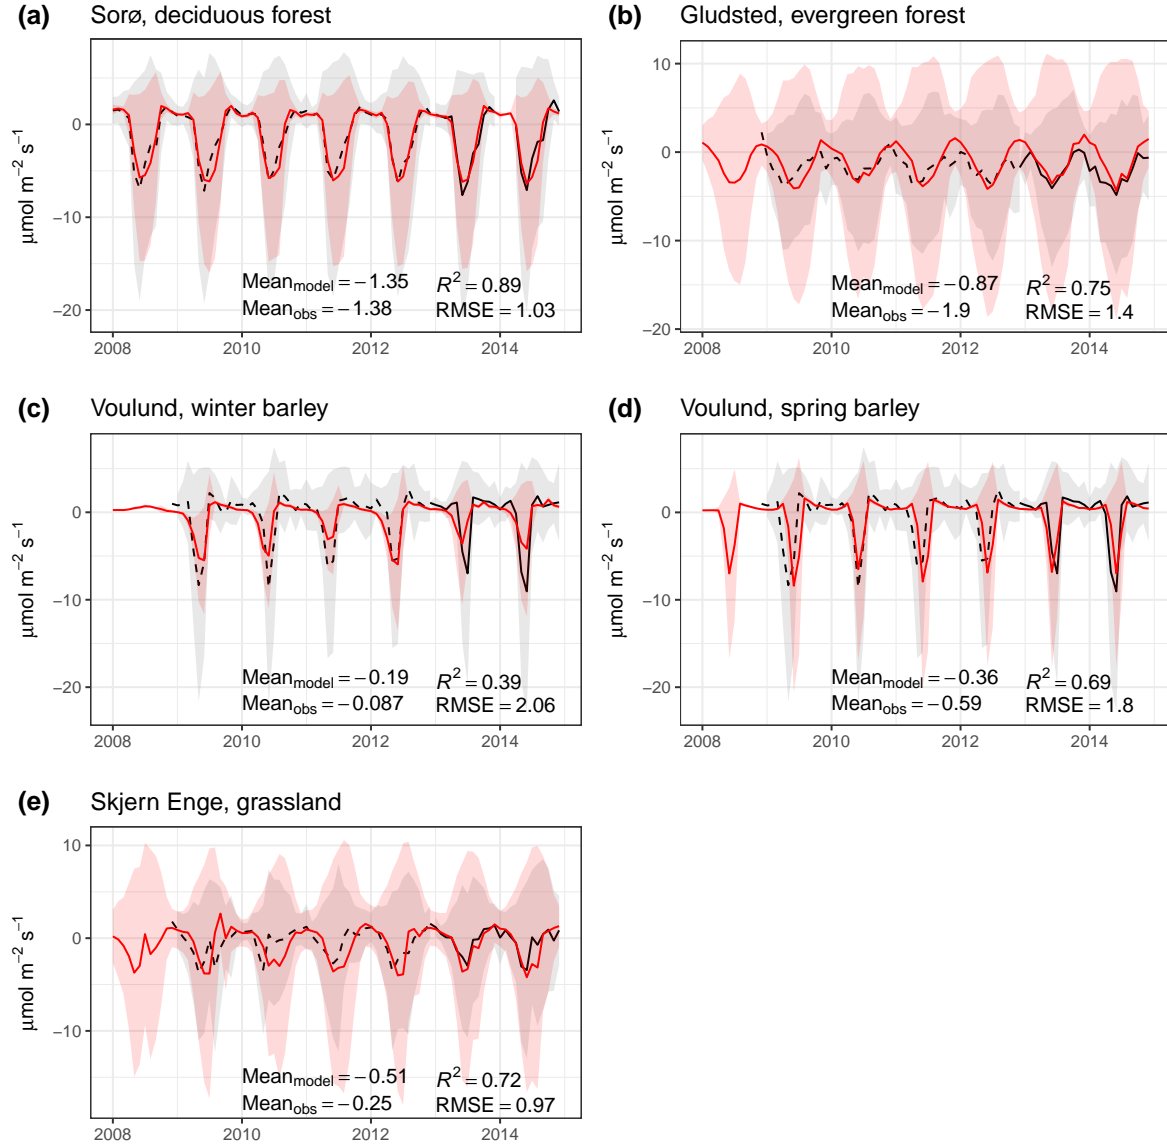 (a) Sorø, deciduous forest
μmol m−2 s−1
0
−10
−20
Meanmodel = −1.35 R2 = 0.89
Meanobs = −1.38 RMSE = 1.03
2008 2010 2012 2014
(b) Gludsted, evergreen forest
μmol m−2 s−1
10
0
−10
−20
Meanmodel = −0.87 R2 = 0.75
Meanobs = −1.9 RMSE = 1.4
2008 2010 2012 2014
(c) Voulund, winter barley
μmol m−2 s−1
0
−10
−20
Meanmodel = −0.19 R2 = 0.39
Meanobs = −0.087 RMSE = 2.06
2008 2010 2012 2014
(d) Voulund, spring barley
μmol m−2 s−1
0
−10
−20
Meanmodel = −0.36 R2 = 0.69
Meanobs = −0.59 RMSE = 1.8
2008 2010 2012 2014
(e) Skjern Enge, grassland
μmol m−2 s−1
10
0
−10
Meanmodel = −0.51 R2 = 0.72
Meanobs = −0.25 RMSE = 0.97
2008 2010 2012 2014